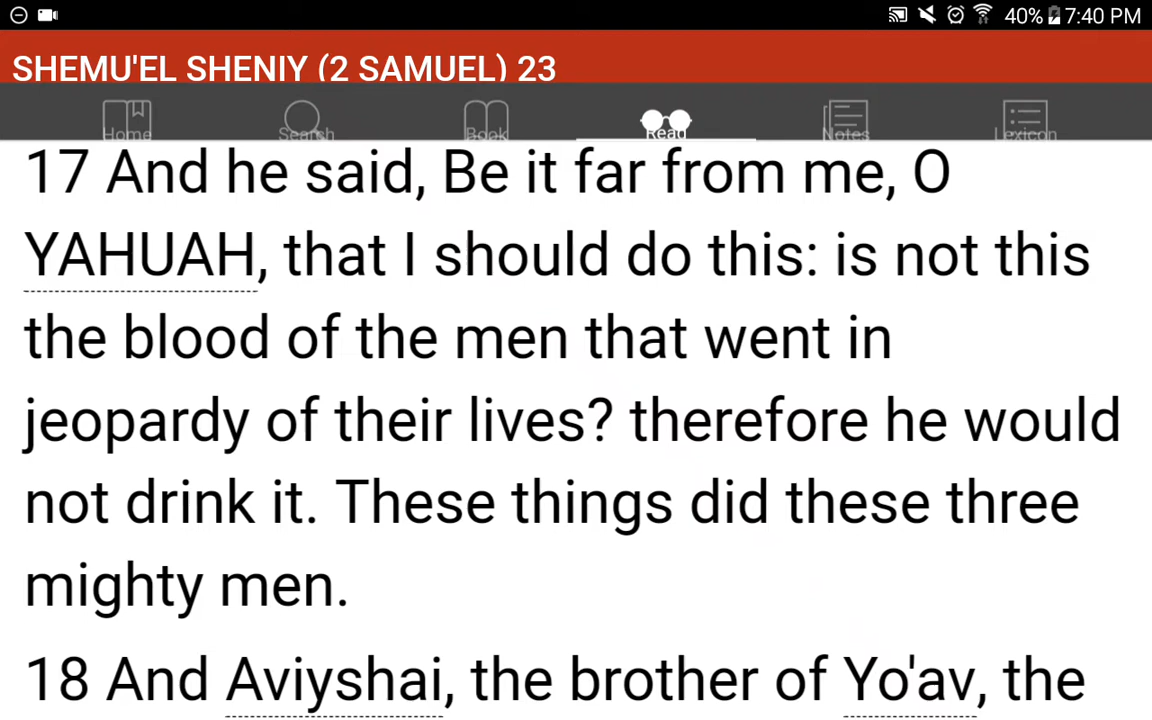 40% 7:40 PM
SHEMU'EL SHENIY (2 SAMUEL) 23
Home Search Book Read Notes Lexicon
17 And he said, Be it far from me, O
YAHUAH, that I should do this: is not this
the blood of the men that went in
jeopardy of their lives? therefore he would
not drink it. These things did these three
mighty men.
18 And Aviyshai, the brother of Yo'av, the